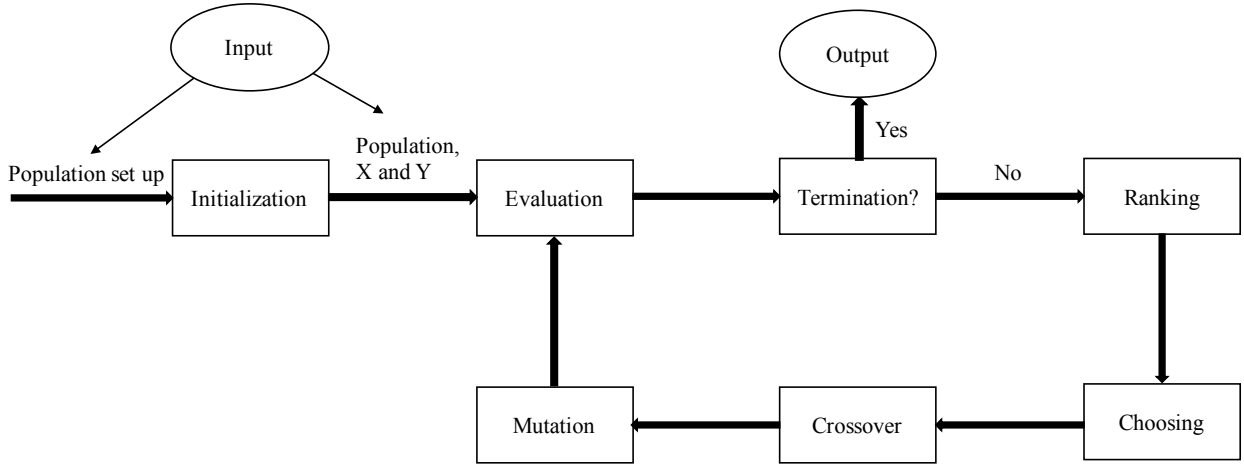 Input
Output
Yes
Population,
X and Y
Population set up
Initialization
Evaluation
Termination?
No
Ranking
Mutation
Crossover
Choosing